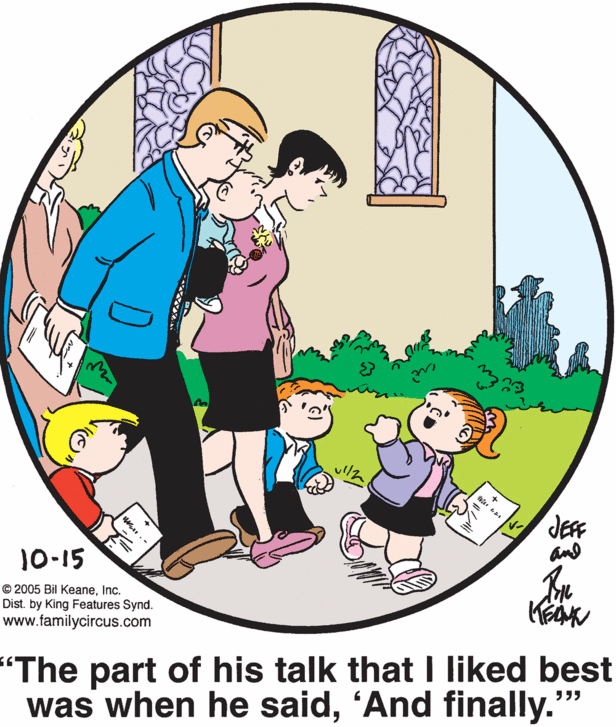 10-15
© 2005 Bil Keane, Inc.
Dist. by King Features Synd.
www.familycircus.com
JEFF
and
BIL
KEANE
“The part of his talk that I liked best
was when he said, ‘And finally.’”